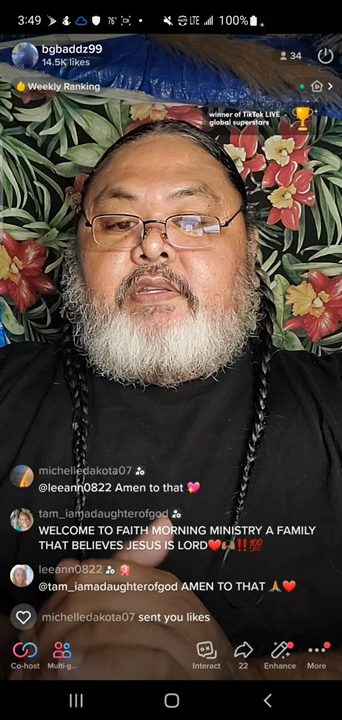 3:49
76°
LTE
100%
bgbaddz99
14.5K likes
34
Weekly Ranking
winner of TikTok LIVE
global superstars
michelledakota07
@leeann0822 Amen to that 💖
tam_iamadaughterofgod
WELCOME TO FAITH MORNING MINISTRY A FAMILY
THAT BELIEVES JESUS IS LORD❤️🙌🏽‼️💯
leeann0822
@tam_iamadaughterofgod AMEN TO THAT 🙏❤️
michelledakota07 sent you likes
Co-host
Multi-g...
Interact
22
Enhance
More